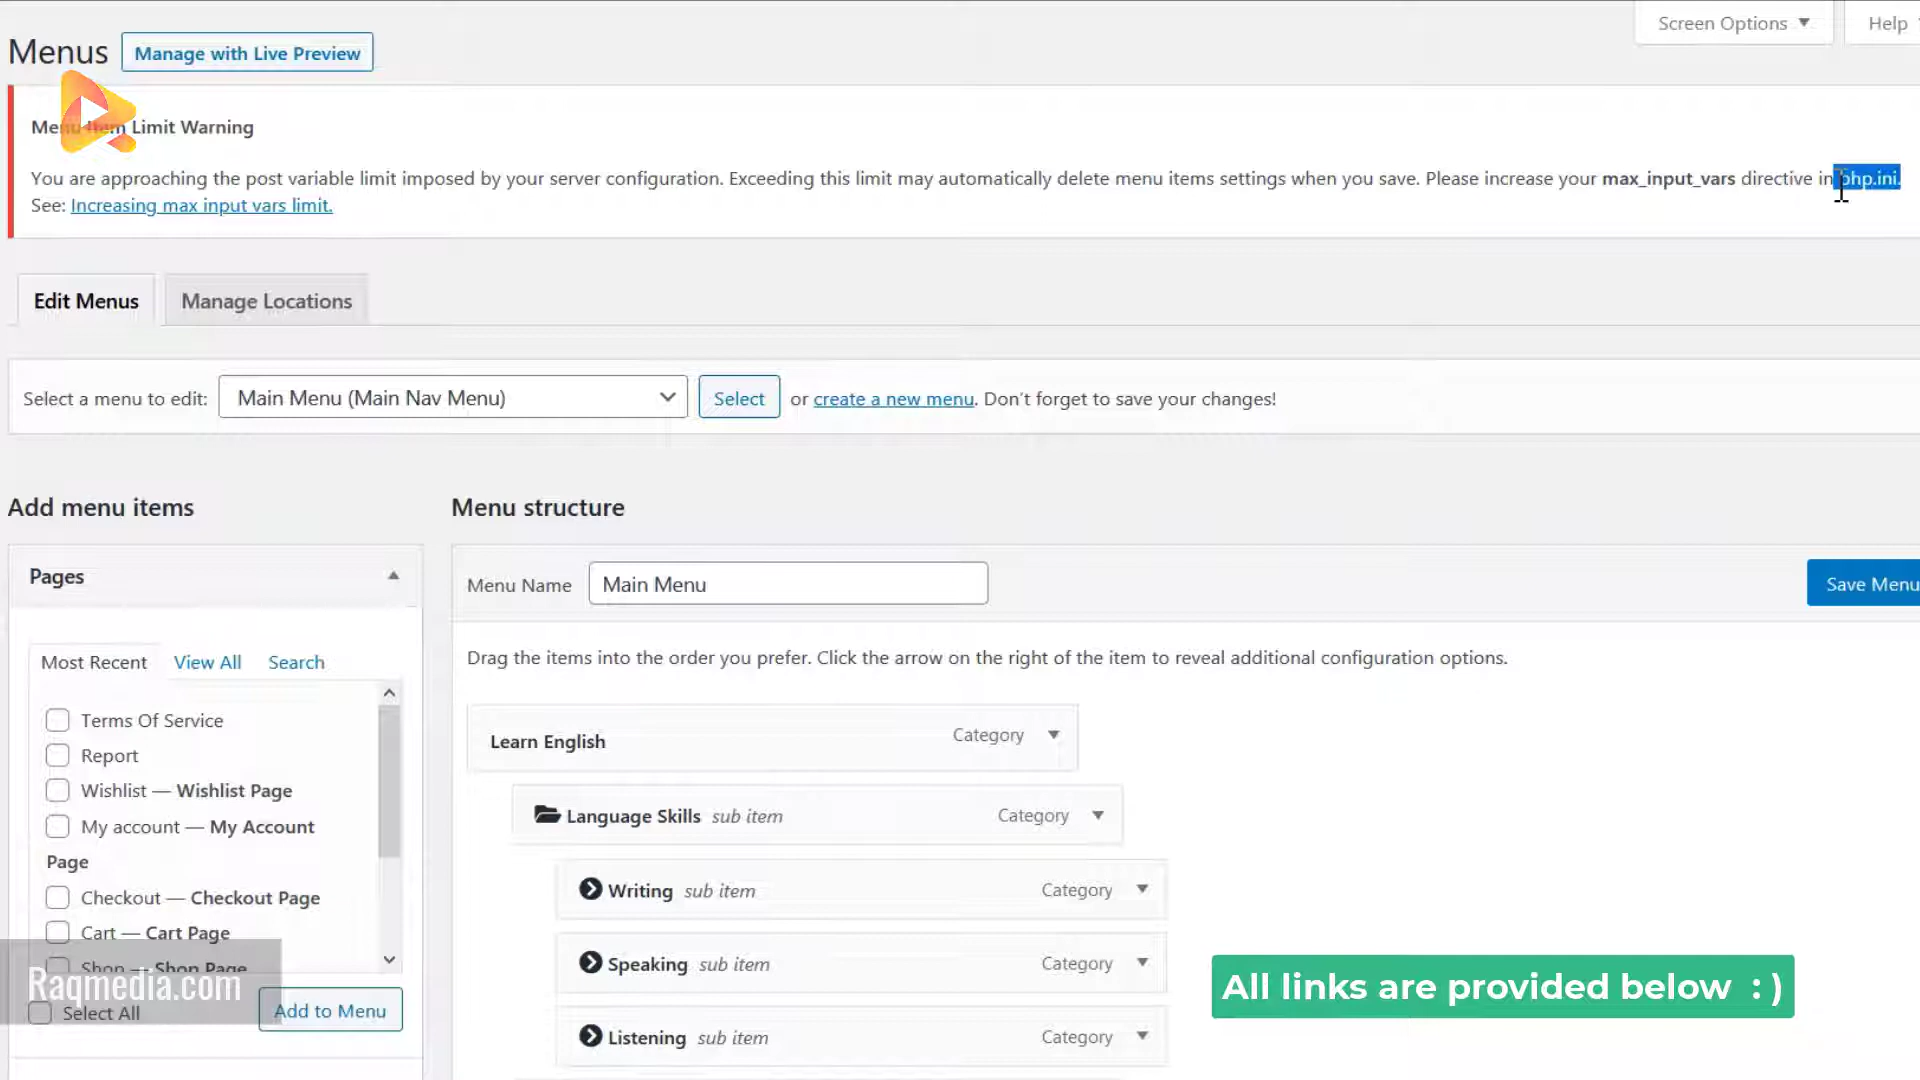 Screen Options
Help
Menus
Manage with Live Preview
Menu Item Limit Warning
You are approaching the post variable limit imposed by your server configuration. Exceeding this limit may automatically delete menu items settings when you save. Please increase your max_input_vars directive in php.ini.
See: Increasing max input vars limit.
Edit Menus
Manage Locations
Select a menu to edit:
Main Menu (Main Nav Menu)
Select
or create a new menu. Don't forget to save your changes!
Add menu items
Menu structure
Pages
Menu Name
Main Menu
Save Menu
Most Recent
View All
Search
Drag the items into the order you prefer. Click the arrow on the right of the item to reveal additional configuration options.
Terms Of Service
Report
Wishlist — Wishlist Page
My account — My Account
Page
Checkout — Checkout Page
Cart — Cart Page
Shop — Shop Page
Select All
Add to Menu
Learn English
Category
Language Skills sub item
Category
Writing sub item
Category
Speaking sub item
Category
Listening sub item
Category
Raqmedia.com
All links are provided below : )